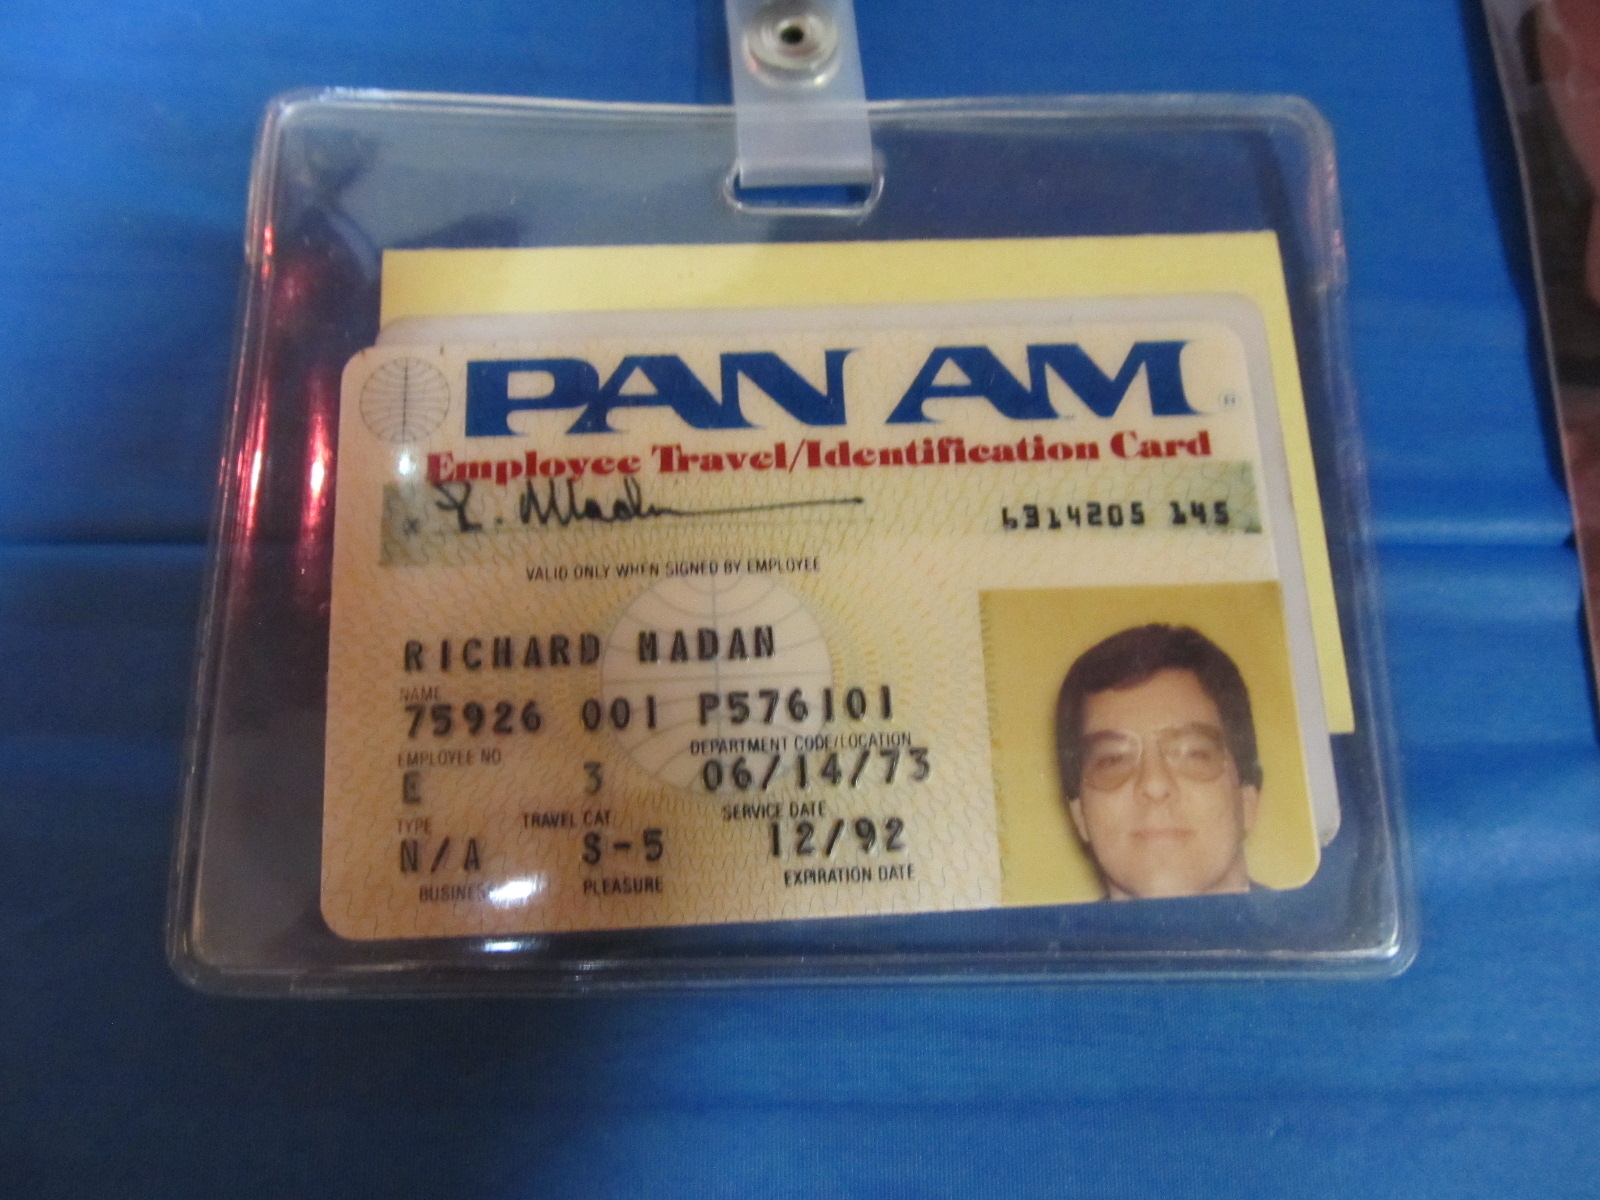 PAN AM ®
Employee Travel/Identification Card
R. Madan 6314205 145
VALID ONLY WHEN SIGNED BY EMPLOYEE
RICHARD MADAN
NAME
75926 001 P576101
EMPLOYEE NO DEPARTMENT CODE/LOCATION
E 3 06/14/73
TYPE TRAVEL CAT. SERVICE DATE
N/A S-5 12/92
BUSINESS PLEASURE EXPIRATION DATE